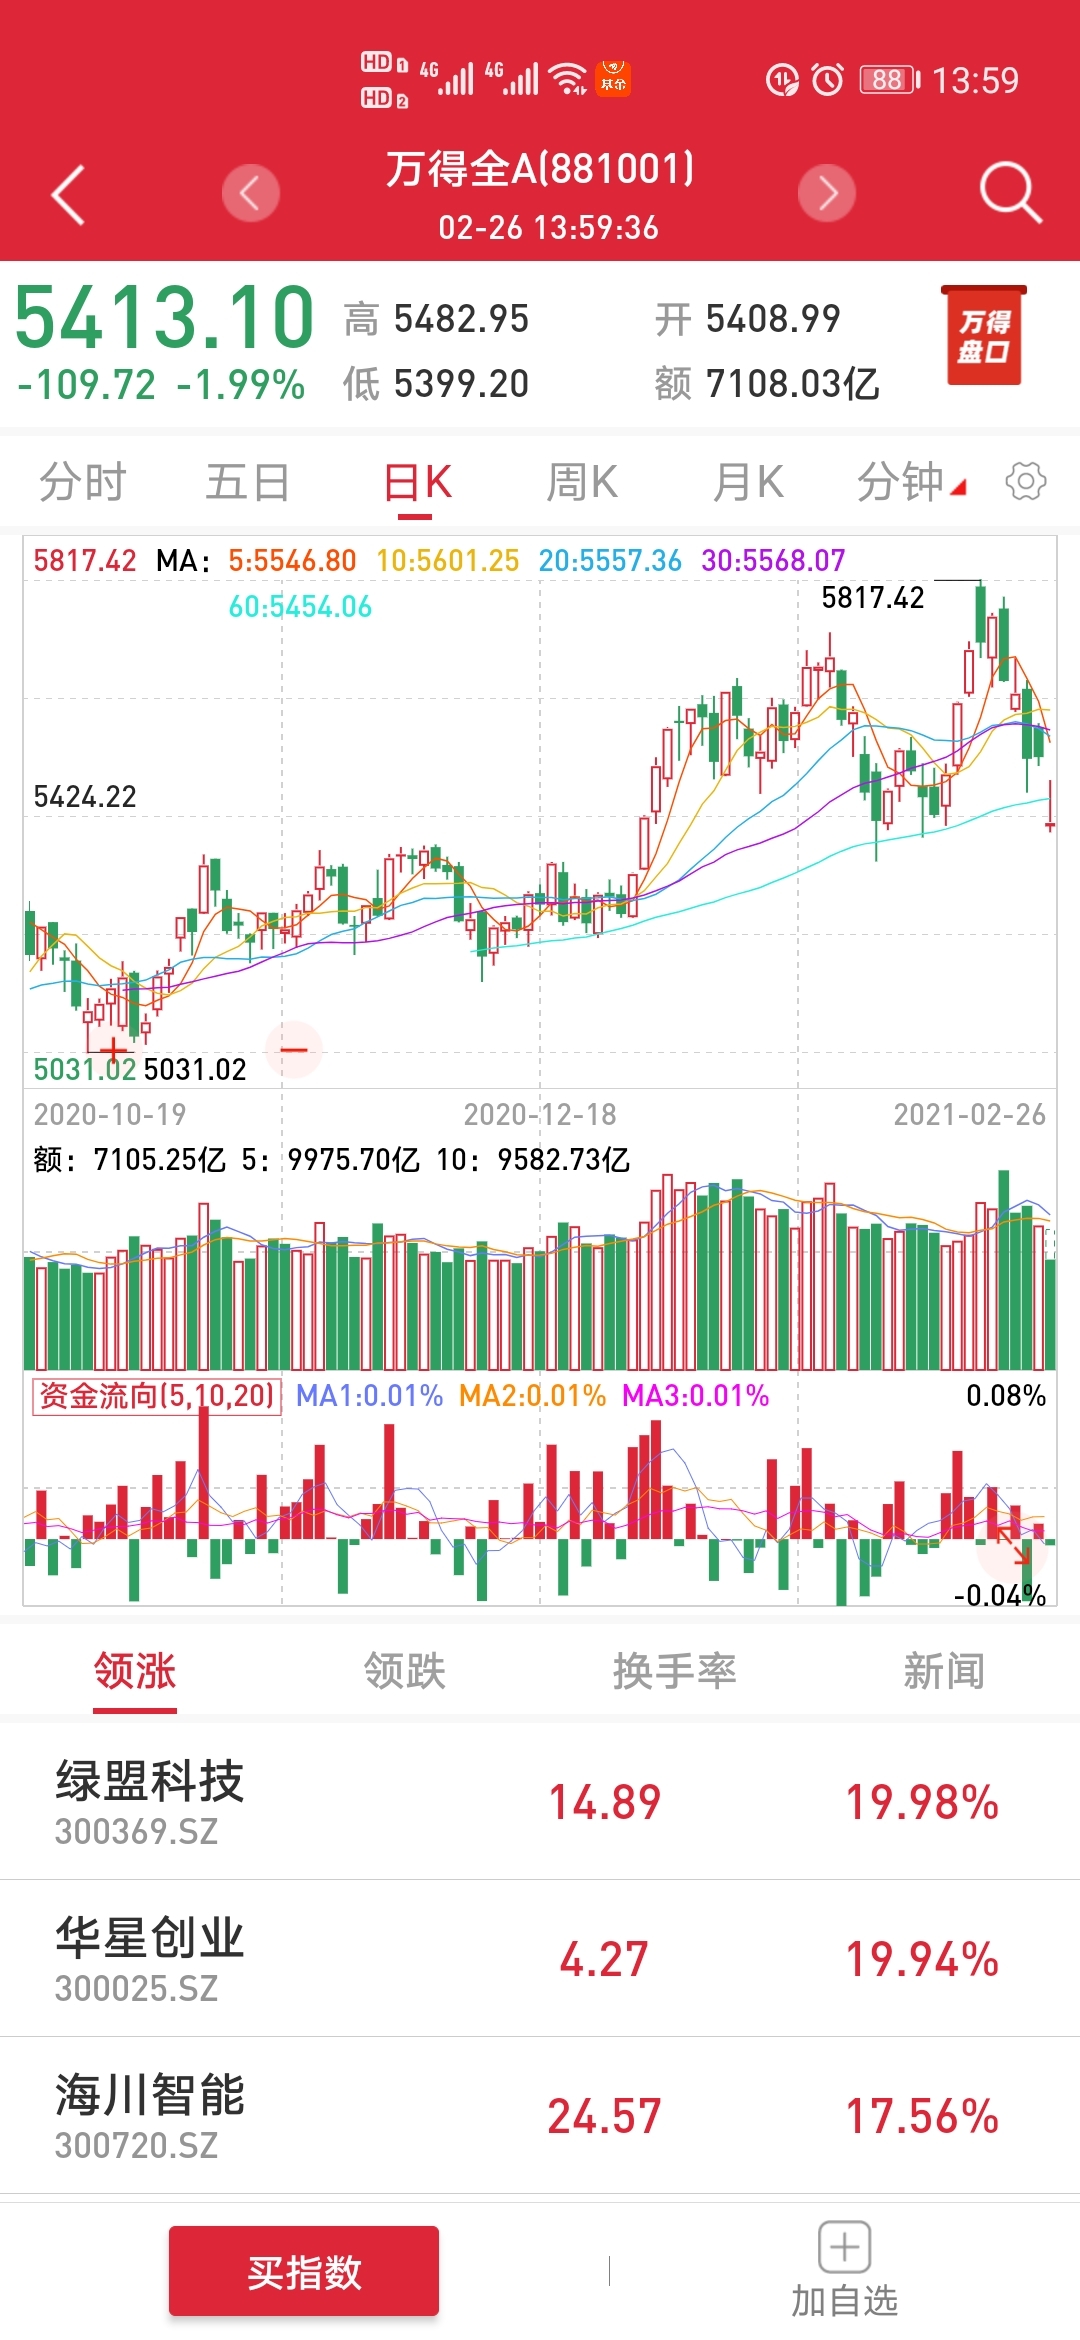 HD 1 4G 4G 基金 88 13:59
HD 2
万得全A(881001)
02-26 13:59:36
5413.10 高 5482.95 开 5408.99 万得
盘口
-109.72 -1.99% 低 5399.20 额 7108.03亿
分时 五日 日K 周K 月K 分钟
5817.42 MA: 5:5546.80 10:5601.25 20:5557.36 30:5568.07
60:5454.06
5817.42
5424.22
5031.02 5031.02
2020-10-19 2020-12-18 2021-02-26
额: 7105.25亿 5: 9975.70亿 10: 9582.73亿
资金流向(5,10,20) MA1:0.01% MA2:0.01% MA3:0.01% 0.08%
-0.04%
领涨 领跌 换手率 新闻
绿盟科技 14.89 19.98%
300369.SZ
华星创业 4.27 19.94%
300025.SZ
海川智能 24.57 17.56%
300720.SZ
买指数 加自选